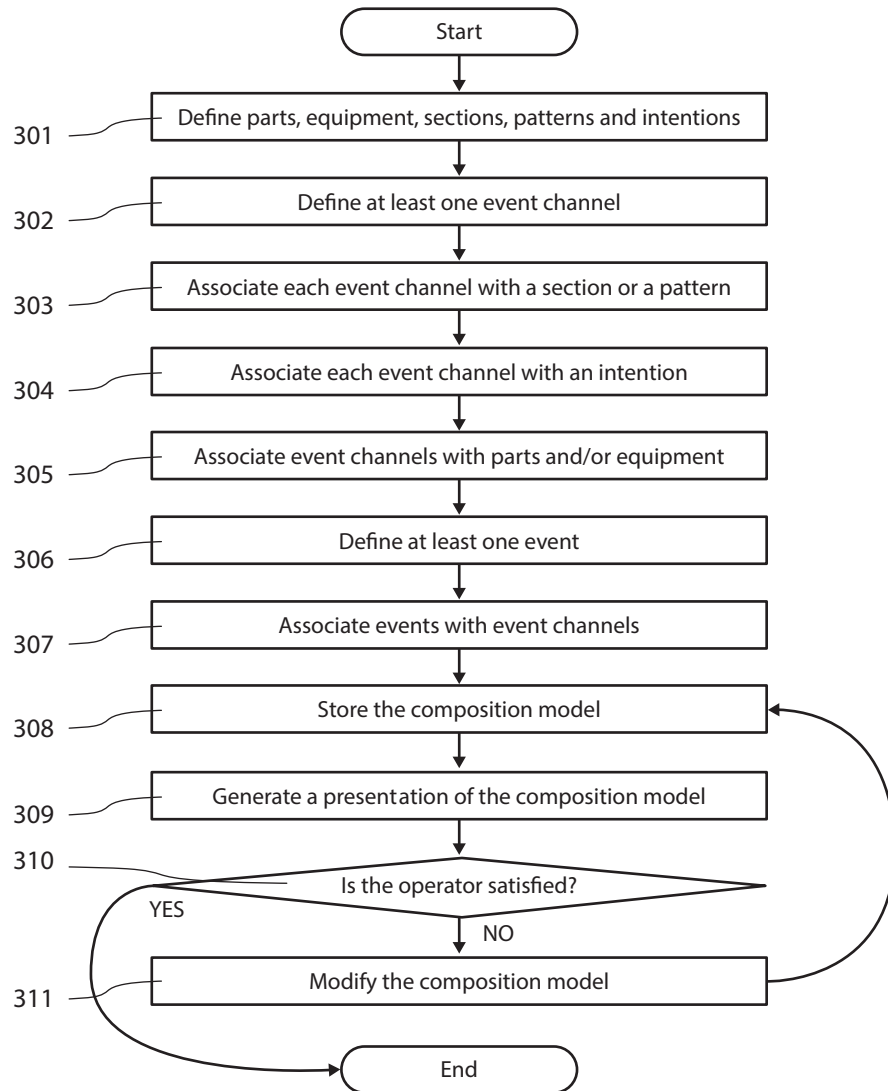 Start
301
Define parts, equipment, sections, patterns and intentions
302
Define at least one event channel
303
Associate each event channel with a section or a pattern
304
Associate each event channel with an intention
305
Associate event channels with parts and/or equipment
306
Define at least one event
307
Associate events with event channels
308
Store the composition model
309
Generate a presentation of the composition model
310
Is the operator satisfied?
YES
NO
311
Modify the composition model
End